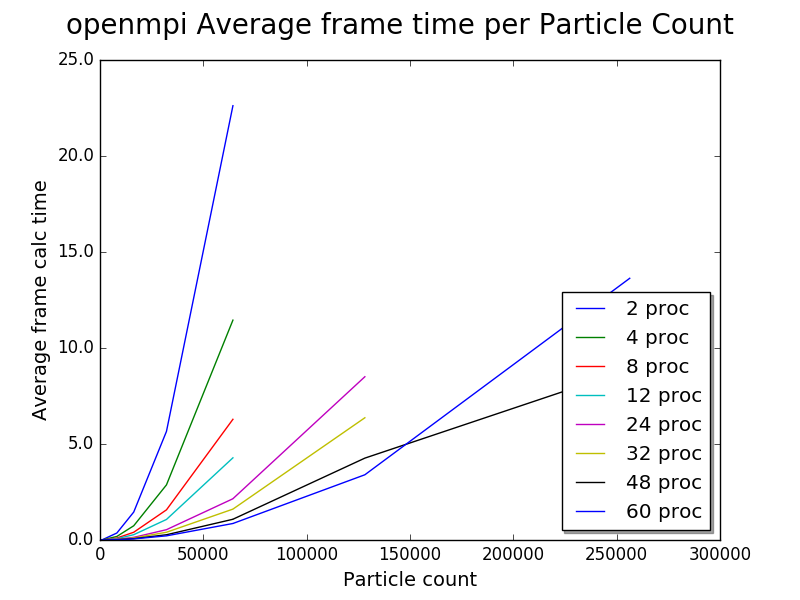 openmpi Average frame time per Particle Count
25.0
20.0
15.0
10.0
5.0
0.0
Average frame calc time
0 50000 100000 150000 200000 250000 300000
Particle count
2 proc
4 proc
8 proc
12 proc
24 proc
32 proc
48 proc
60 proc